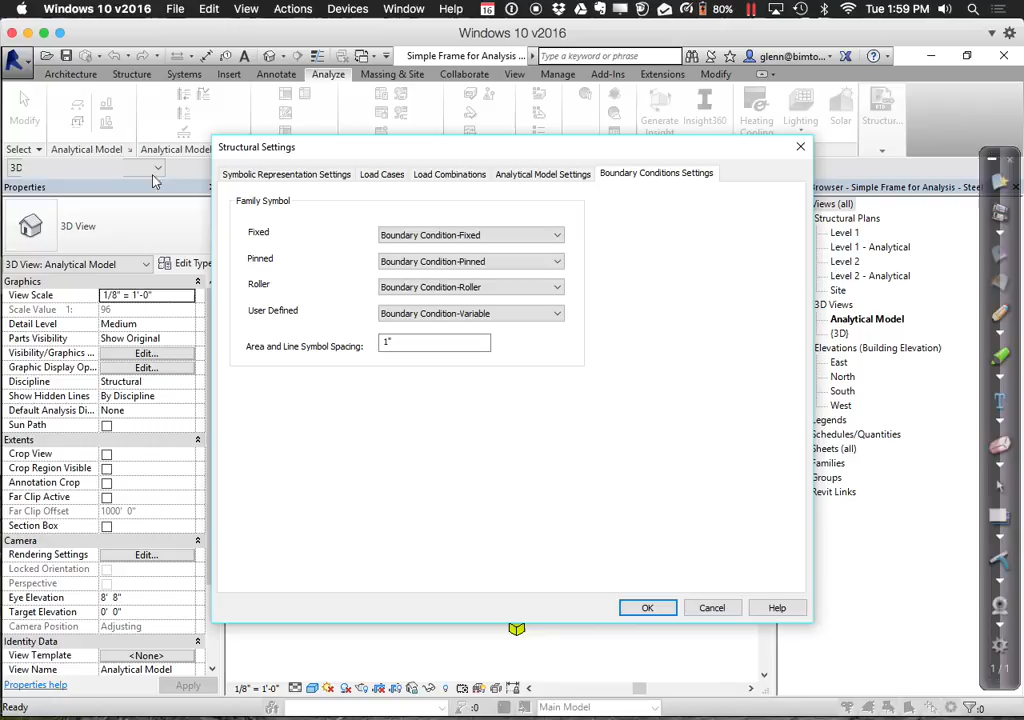 Windows 10 v2016 File Edit View Actions Devices Window Help 16 80% Tue 1:59 PM
Windows 10 v2016
Simple Frame for Analysis ... Type a keyword or phrase glenn@bimto...
Architecture Structure Systems Insert Annotate Analyze Massing & Site Collaborate View Manage Add-Ins Extensions Modify
Modify Generate Insight Insight360 Heating Cooling Lighting Solar Structur...
Select Analytical Model Analytical Model
3D
Structural Settings
Properties
Browser - Simple Frame for Analysis - Steel
Symbolic Representation Settings Load Cases Load Combinations Analytical Model Settings Boundary Conditions Settings
Family Symbol
Fixed Boundary Condition-Fixed
Pinned Boundary Condition-Pinned
Roller Boundary Condition-Roller
User Defined Boundary Condition-Variable
Area and Line Symbol Spacing: 1"
OK Cancel Help
3D View
3D View: Analytical Model Edit Type
Graphics
View Scale 1/8" = 1'-0"
Scale Value 1: 96
Detail Level Medium
Parts Visibility Show Original
Visibility/Graphics ... Edit...
Graphic Display Op... Edit...
Discipline Structural
Show Hidden Lines By Discipline
Default Analysis Di... None
Sun Path
Extents
Crop View
Crop Region Visible
Annotation Crop
Far Clip Active
Far Clip Offset 1000' 0"
Section Box
Camera
Rendering Settings Edit...
Locked Orientation
Perspective
Eye Elevation 8' 8"
Target Elevation 0' 0"
Camera Position Adjusting
Identity Data
View Template <None>
View Name Analytical Model
Properties help Apply
Views (all)
Structural Plans
Level 1
Level 1 - Analytical
Level 2
Level 2 - Analytical
Site
3D Views
Analytical Model
{3D}
Elevations (Building Elevation)
East
North
South
West
Legends
Schedules/Quantities
Sheets (all)
Families
Groups
Revit Links
1 / 1
1/8" = 1'-0"
Ready :0 Main Model :0